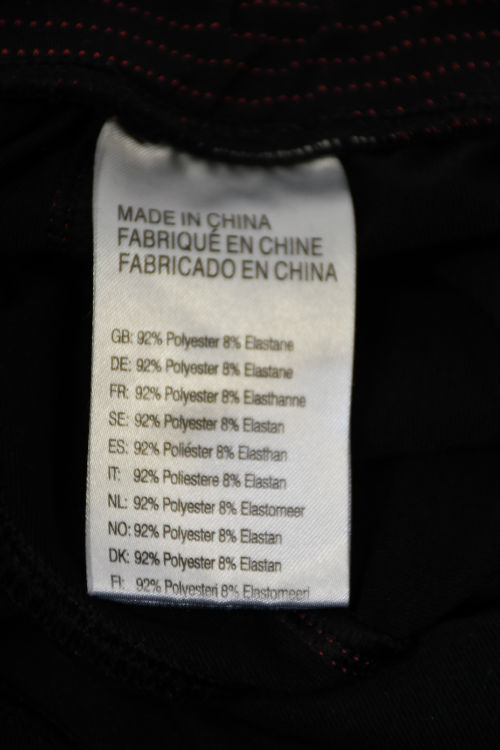 MADE IN CHINA
FABRIQUÉ EN CHINE
FABRICADO EN CHINA
GB: 92% Polyester 8% Elastane
DE: 92% Polyester 8% Elastane
FR: 92% Polyester 8% Elasthanne
SE: 92% Polyester 8% Elastan
ES: 92% Poliéster 8% Elasthan
IT: 92% Poliestere 8% Elastan
NL: 92% Polyester 8% Elastomeer
NO: 92% Polyester 8% Elastan
DK: 92% Polyester 8% Elastan
FI: 92% Polyesteri 8% Elastomeeri